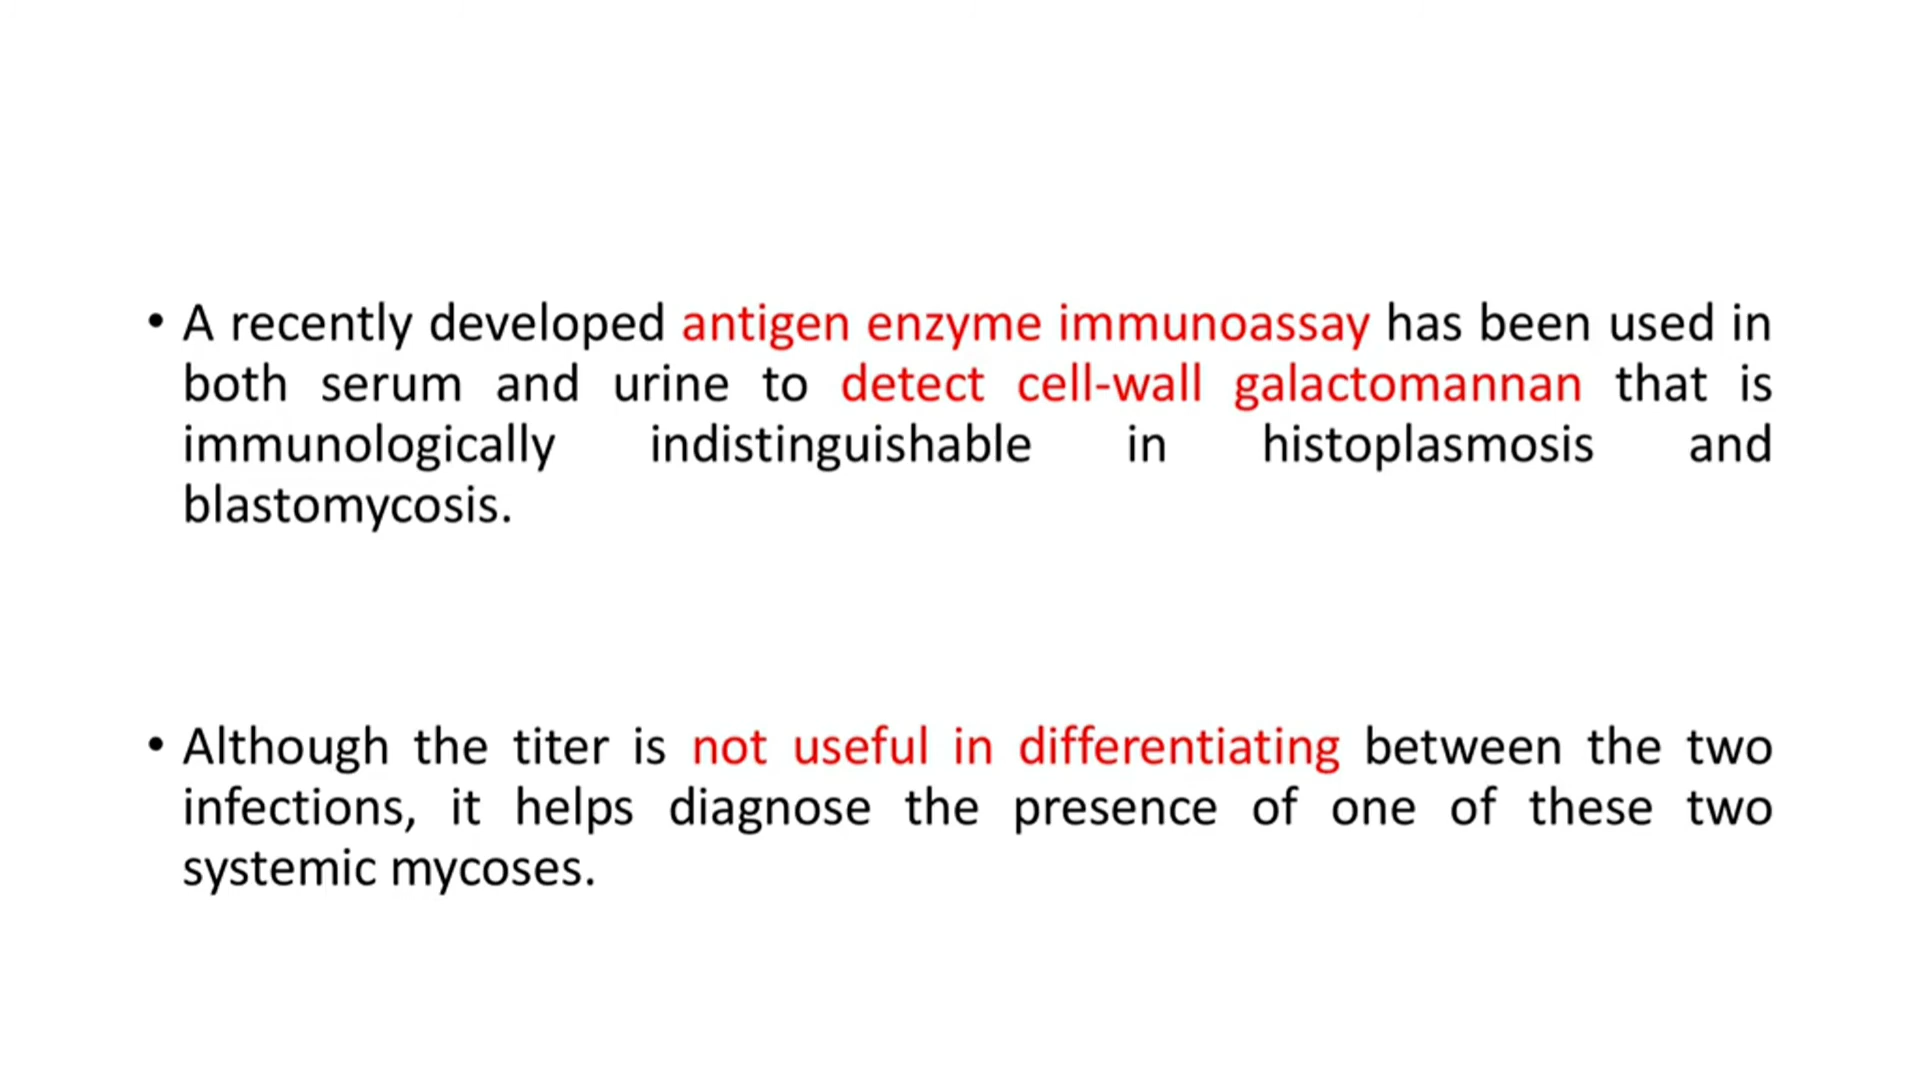 • A recently developed antigen enzyme immunoassay has been used in
both serum and urine to detect cell-wall galactomannan that is
immunologically indistinguishable in histoplasmosis and
blastomycosis.
• Although the titer is not useful in differentiating between the two
infections, it helps diagnose the presence of one of these two
systemic mycoses.